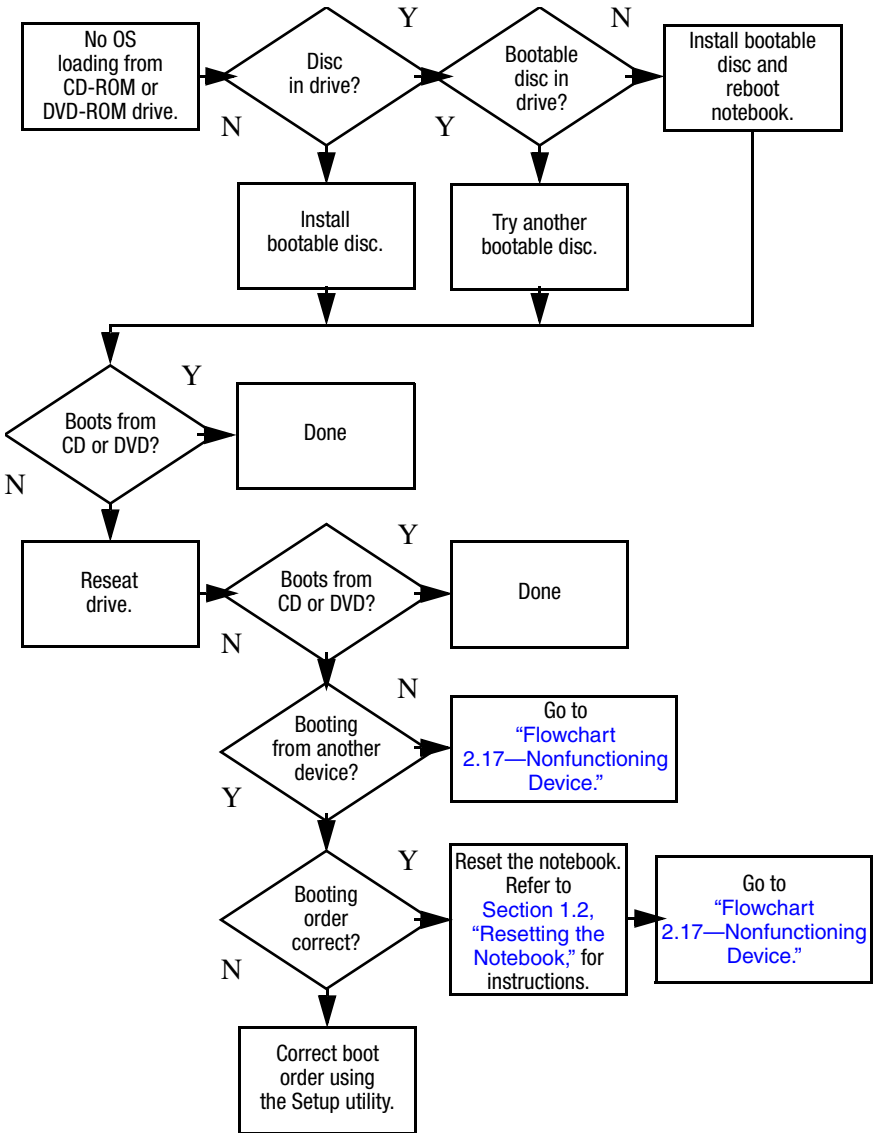 No OS
loading from
CD-ROM or
DVD-ROM drive.
Y
Disc
in drive?
N
N
Bootable
disc in
drive?
Y
Install bootable
disc and
reboot
notebook.
Install
bootable disc.
Try another
bootable disc.
Y
Boots from
CD or DVD?
N
Done
Reseat
drive.
Y
Boots from
CD or DVD?
N
Done
N
Booting
from another
device?
Y
Go to
“Flowchart
2.17—Nonfunctioning
Device.”
Y
Booting
order
correct?
N
Reset the notebook.
Refer to
Section 1.2,
“Resetting the
Notebook,” for
instructions.
Go to
“Flowchart
2.17—Nonfunctioning
Device.”
Correct boot
order using
the Setup utility.